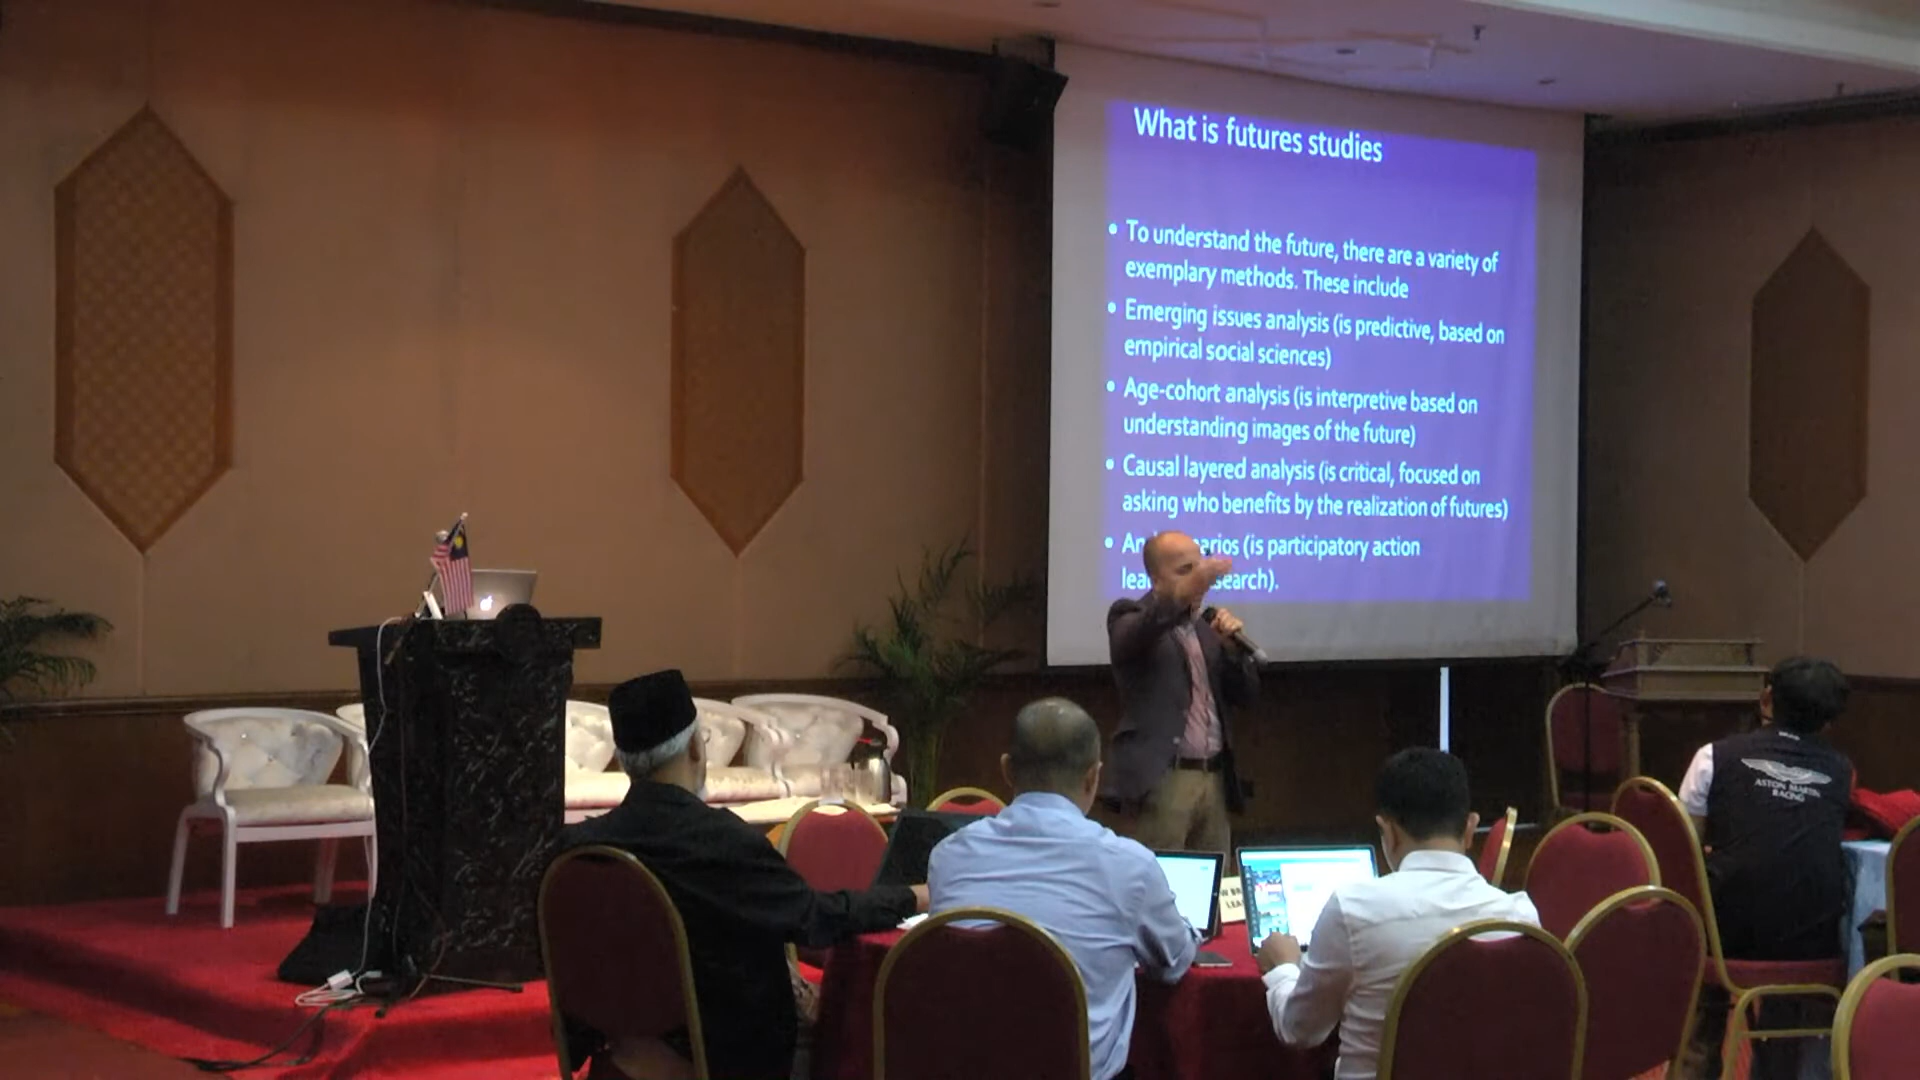 What is futures studies
• To understand the future, there are a variety of
exemplary methods. These include
• Emerging issues analysis (is predictive, based on
empirical social sciences)
• Age-cohort analysis (is interpretive based on
understanding images of the future)
• Causal layered analysis (is critical, focused on
asking who benefits by the realization of futures)
• (is participatory action
ASTON MARTIN
RACING